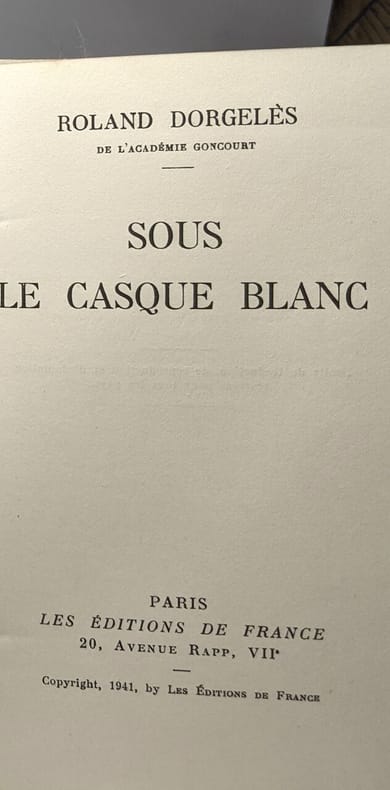 ROLAND DORGELÈS
DE L'ACADÉMIE GONCOURT
SOUS
LE CASQUE BLANC
PARIS
LES ÉDITIONS DE FRANCE
20, AVENUE RAPP, VIIᵉ
Copyright, 1941, by LES ÉDITIONS DE FRANCE